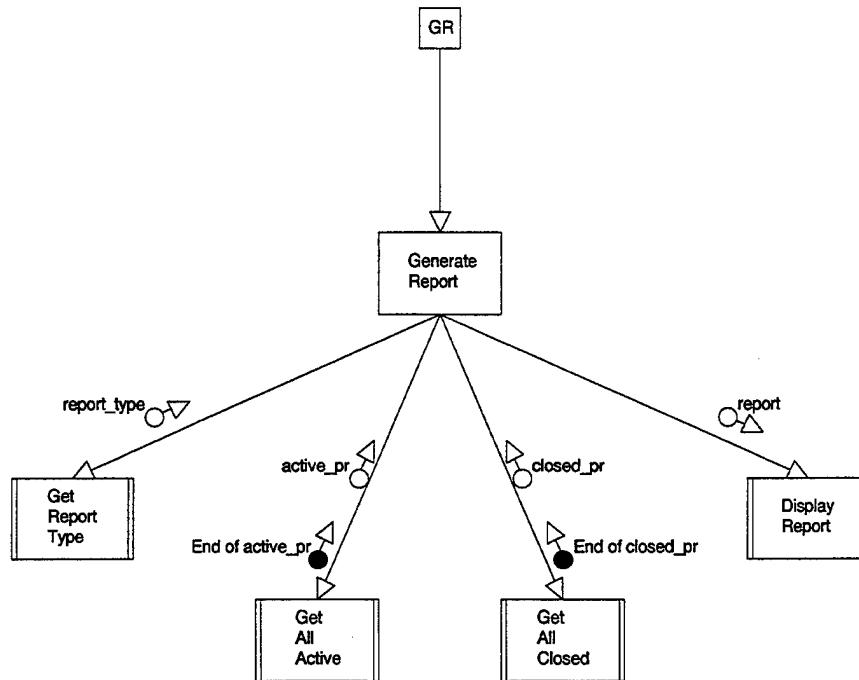 GR
Generate
Report
report_type
report
active_pr
closed_pr
Get
Report
Type
Display
Report
End of active_pr
End of closed_pr
Get
All
Active
Get
All
Closed